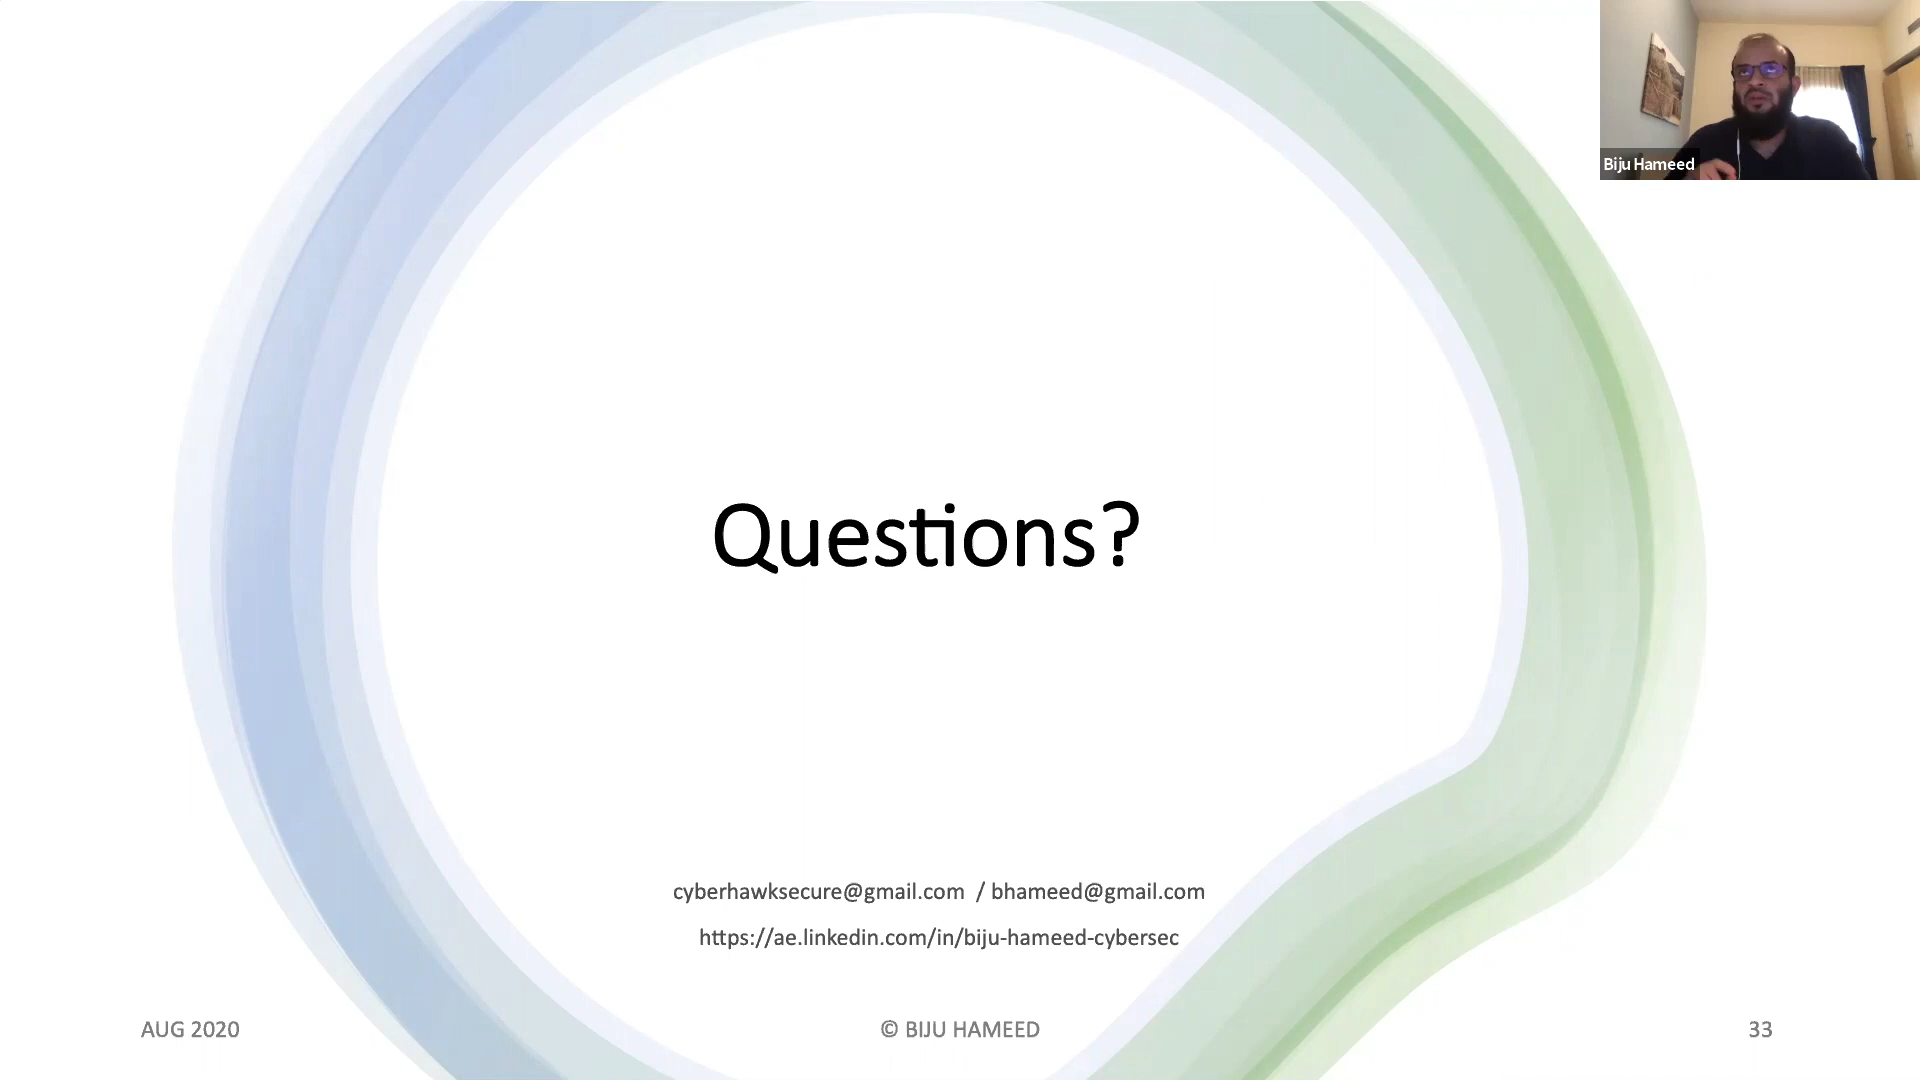 Biju Hameed
Questions?
cyberhawksecure@gmail.com / bhameed@gmail.com
https://ae.linkedin.com/in/biju-hameed-cybersec
AUG 2020
© BIJU HAMEED
33